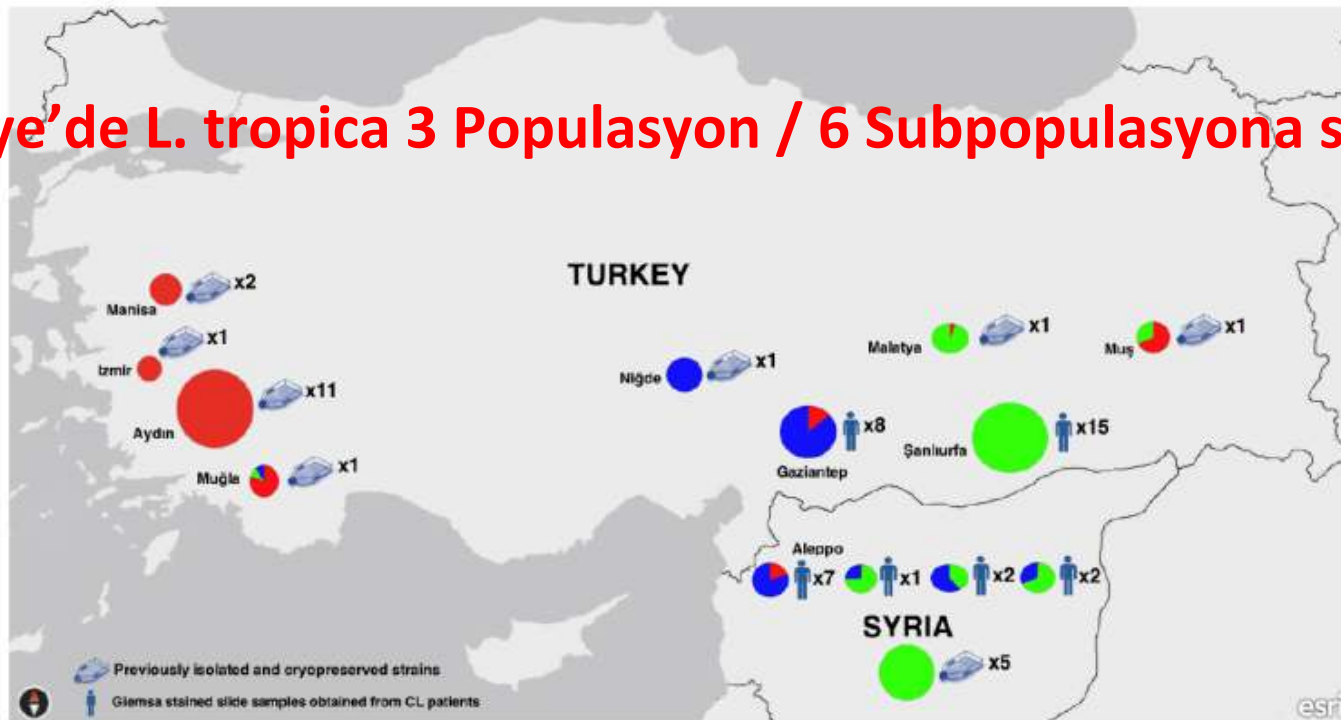 ye’de L. tropica 3 Populasyon / 6 Subpopulasyona s
TURKEY
Manisa x2
Izmir x1
Aydın x11
Muğla x1
Niğde x1
Malatya x1
Muş x1
Gaziantep x8
Şanlıurfa x15
Aleppo
x7 x1 x2 x2
SYRIA
x5
Previously isolated and cryopreserved strains
Giemsa stained slide samples obtained from CL patients
esri